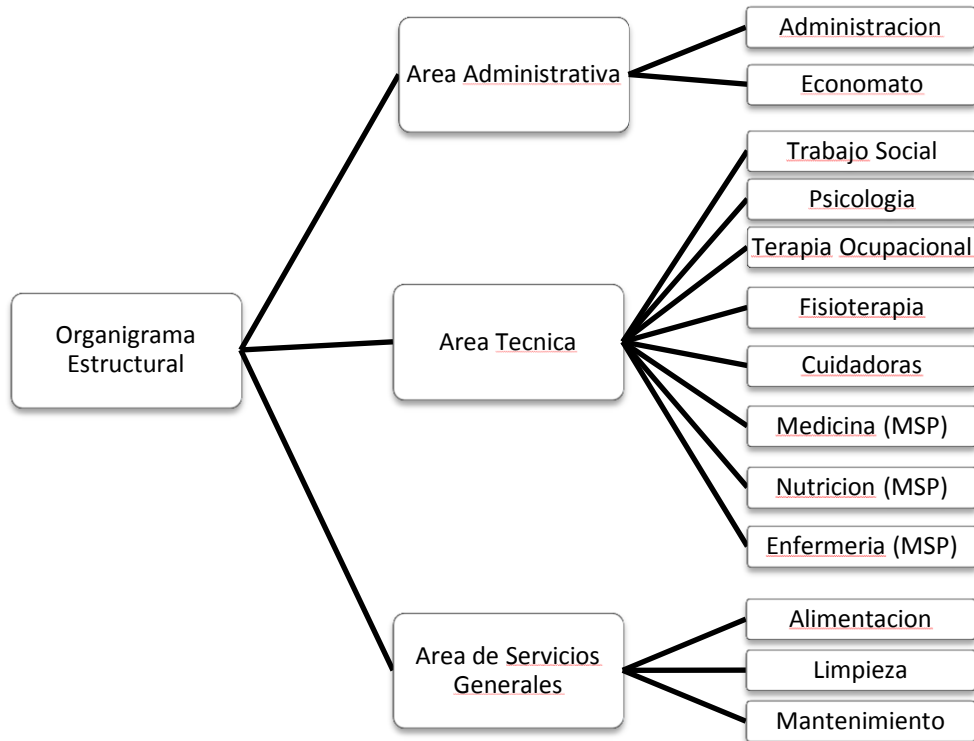 Organigrama
Estructural
Area Administrativa
Administracion
Economato
Area Tecnica
Trabajo Social
Psicologia
Terapia Ocupacional
Fisioterapia
Cuidadoras
Medicina (MSP)
Nutricion (MSP)
Enfermeria (MSP)
Area de Servicios
Generales
Alimentacion
Limpieza
Mantenimiento